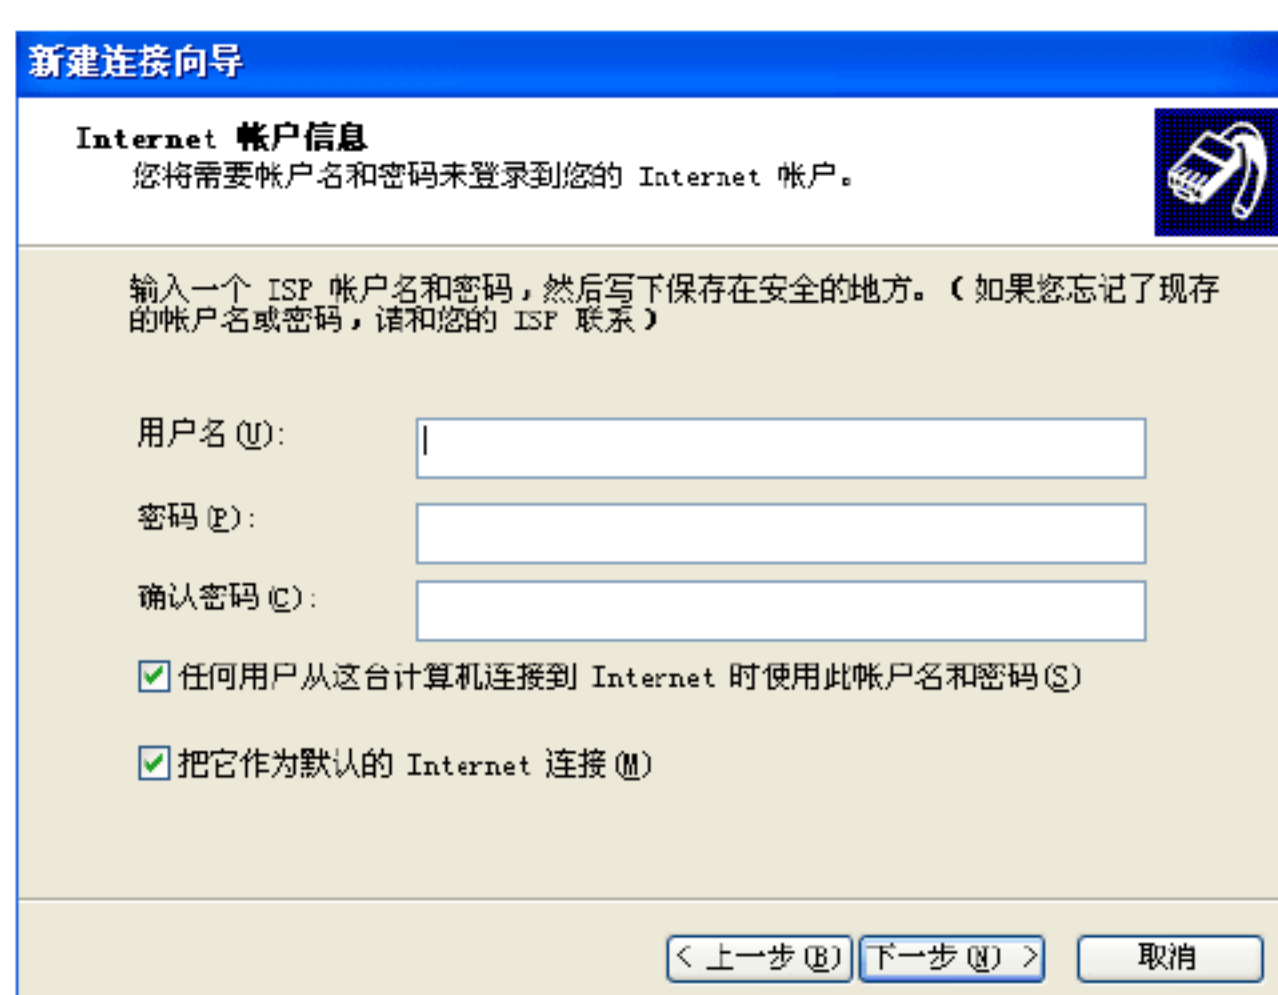 新建连接向导
Internet 帐户信息
您将需要帐户名和密码来登录到您的 Internet 帐户。
输入一个 ISP 帐户名和密码，然后写下保存在安全的地方。(如果您忘记了现存
的帐户名或密码，请和您的 ISP 联系)
用户名(U):
密码(P):
确认密码(C):
任何用户从这台计算机连接到 Internet 时使用此帐户名和密码(S)
把它作为默认的 Internet 连接(M)
< 上一步(B) 下一步(N) > 取消